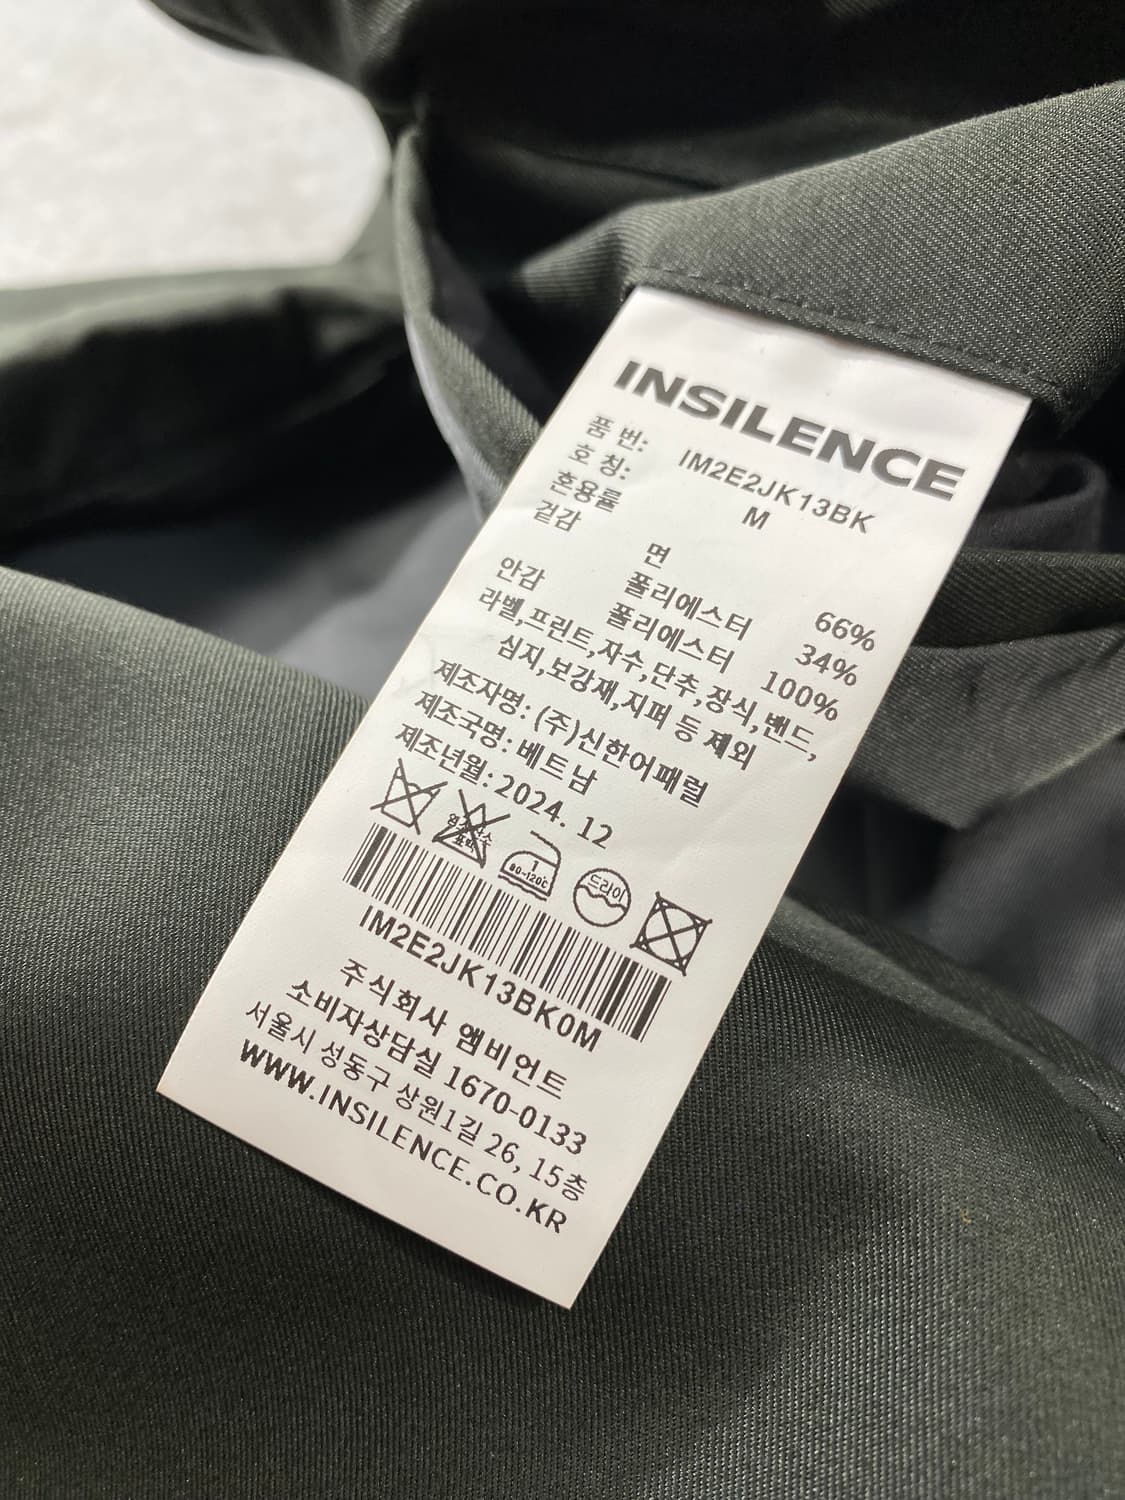 INSILENCE
품 번: IM2E2JK13BK
호 칭: M
혼용률
겉감 면 66%
폴리에스터 34%
안감 폴리에스터 100%
라벨,프린트,자수,단추,장식,밴드,
심지,보강재,지퍼 등 제외
제조자명: (주)신한어패럴
제조국명: 베트남
제조년월: 2024. 12
80~120℃ 드라이
IM2E2JK13BK0M
주식회사 앰비언트
소비자상담실 1670-0133
서울시 성동구 상원1길 26, 15층
WWW.INSILENCE.CO.KR